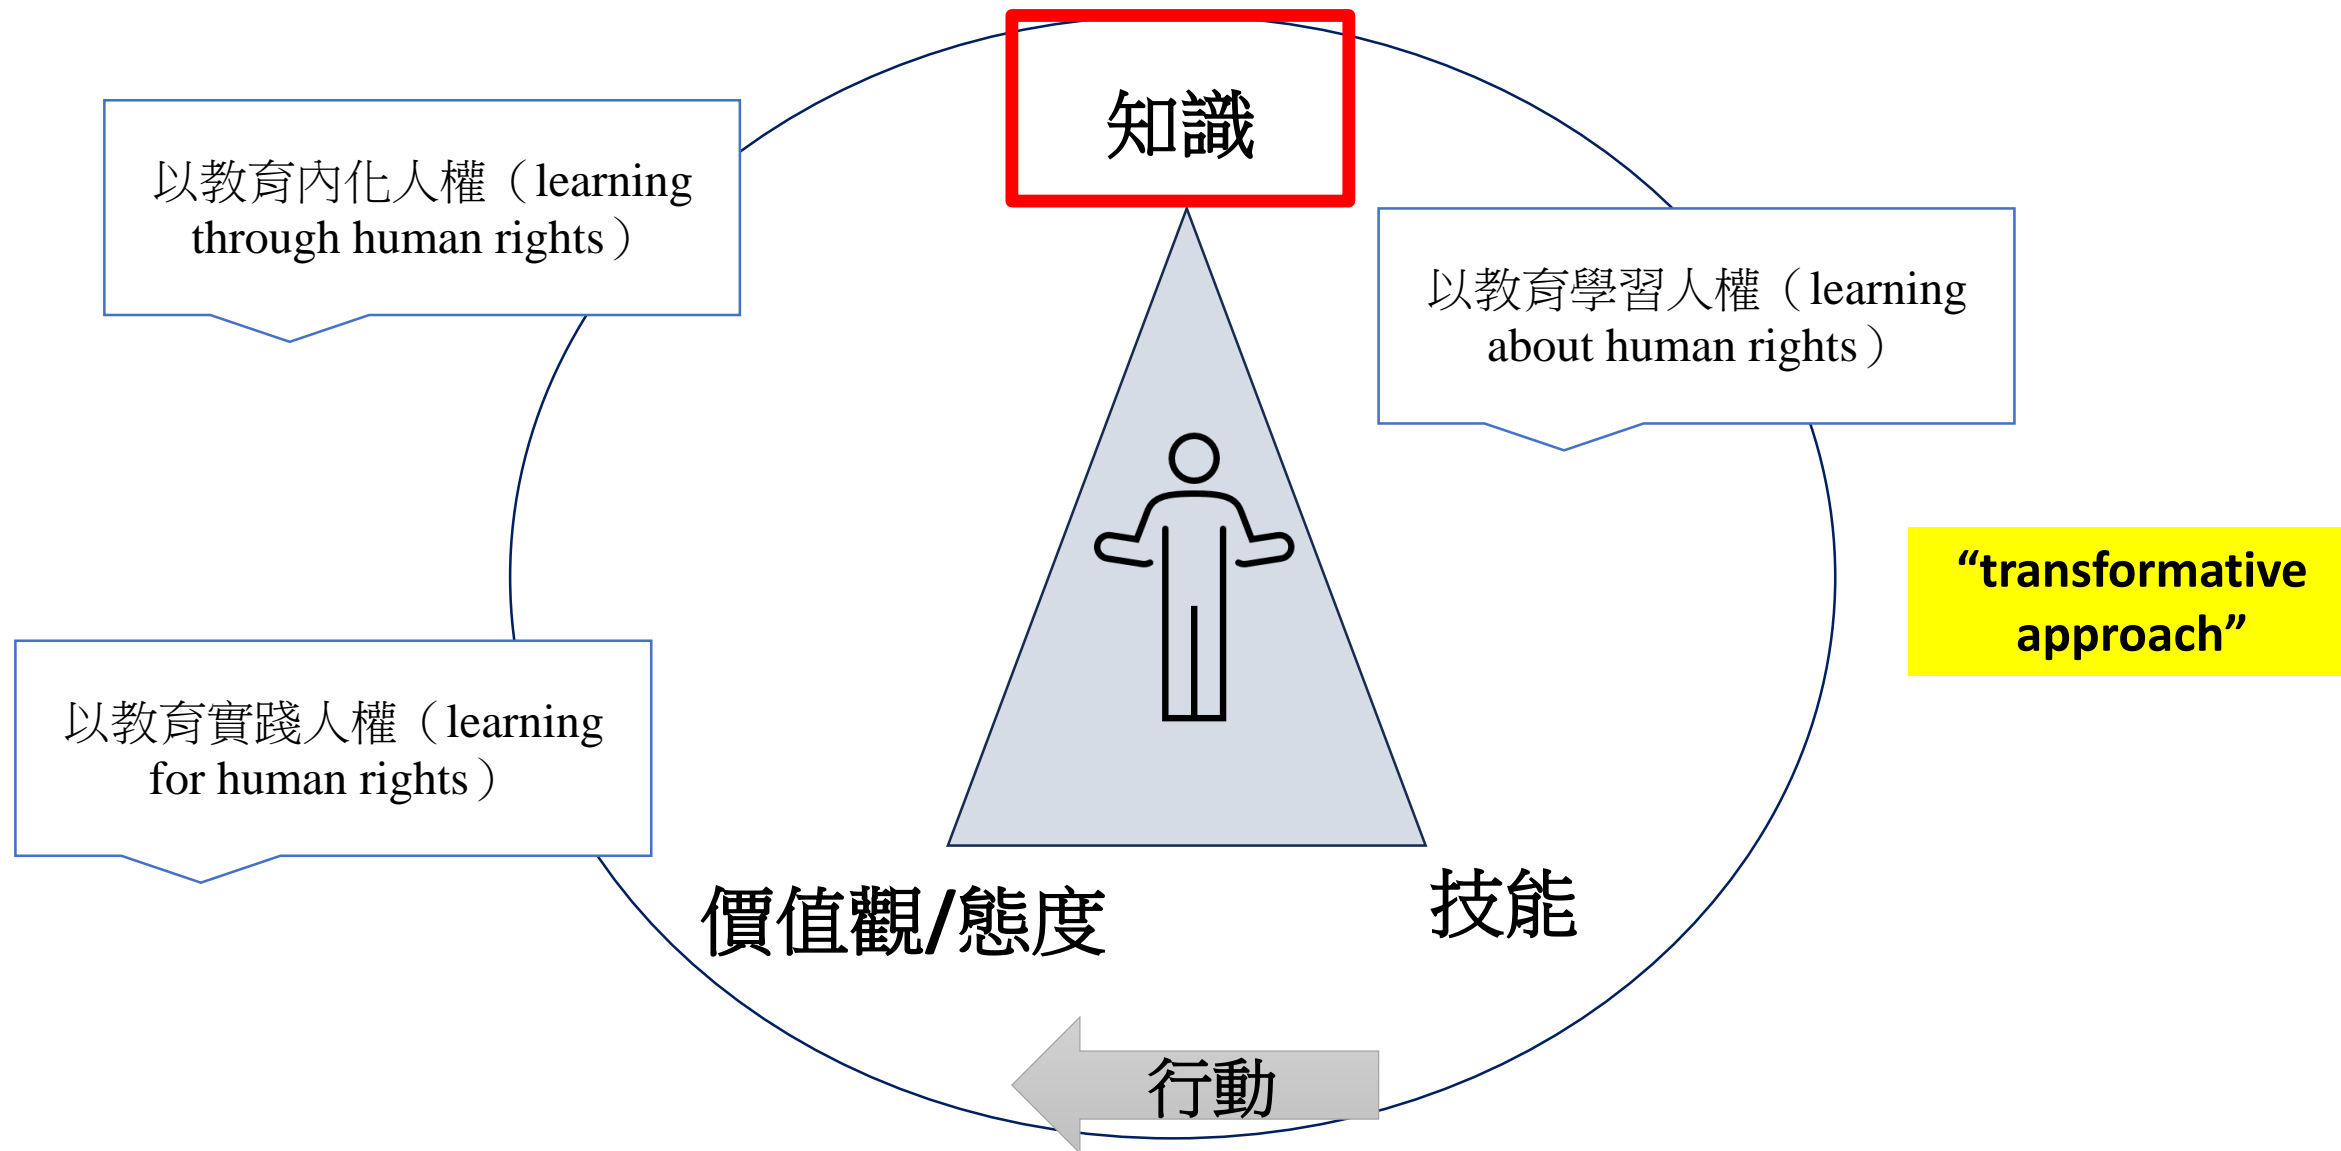 知識
以教育內化人權（learning
through human rights）
以教育學習人權（learning
about human rights）
“transformative
approach”
以教育實踐人權（learning
for human rights）
價值觀/態度
技能
行動